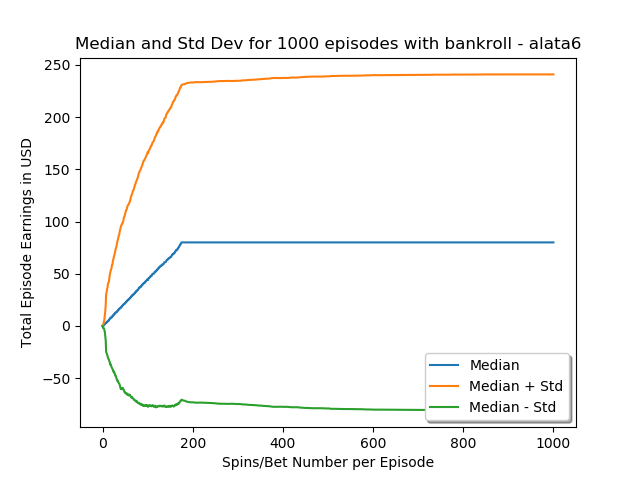 Median and Std Dev for 1000 episodes with bankroll - alata6
Total Episode Earnings in USD
250
200
150
100
50
0
−50
0 200 400 600 800 1000
Spins/Bet Number per Episode
Median
Median + Std
Median - Std